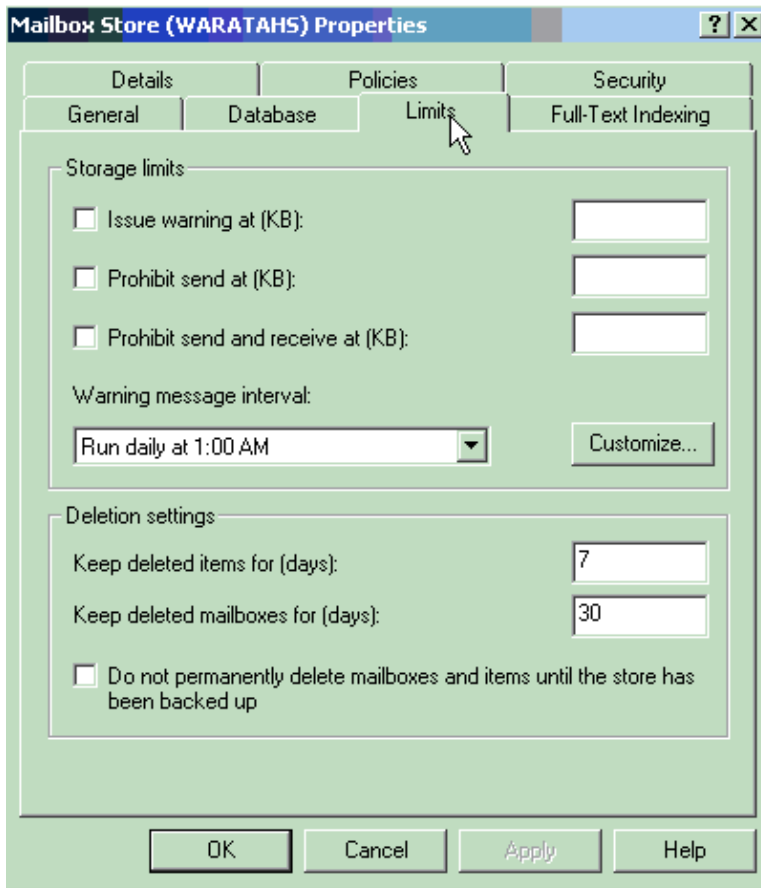 Mailbox Store (WARATAHS) Properties
Details Policies Security
General Database Limits Full-Text Indexing
Storage limits
Issue warning at (KB):
Prohibit send at (KB):
Prohibit send and receive at (KB):
Warning message interval:
Run daily at 1:00 AM Customize...
Deletion settings
Keep deleted items for (days): 7
Keep deleted mailboxes for (days): 30
Do not permanently delete mailboxes and items until the store has
been backed up
OK Cancel Apply Help